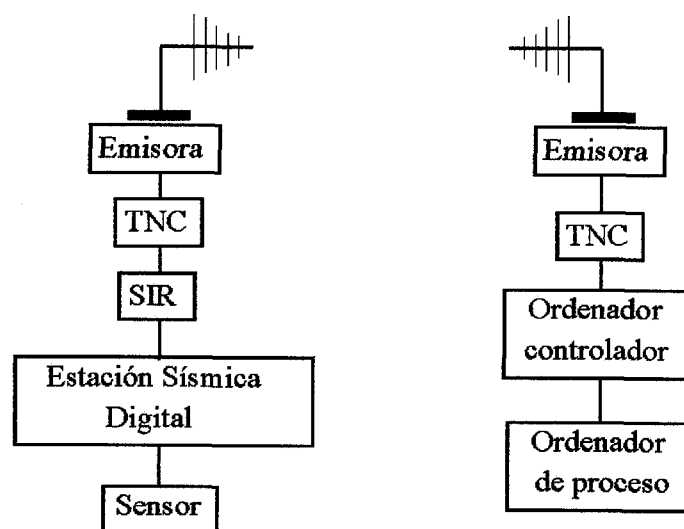 Emisora
TNC
SIR
Estación Sísmica
Digital
Sensor
Emisora
TNC
Ordenador
controlador
Ordenador
de proceso